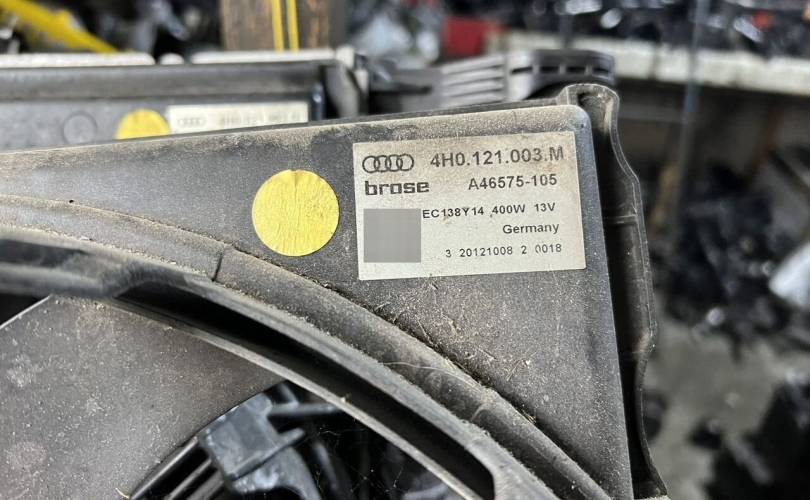 4H0.121.003.M
brose A46575-105
EC138Y14 400W 13V
Germany
3 20121008 2 0018